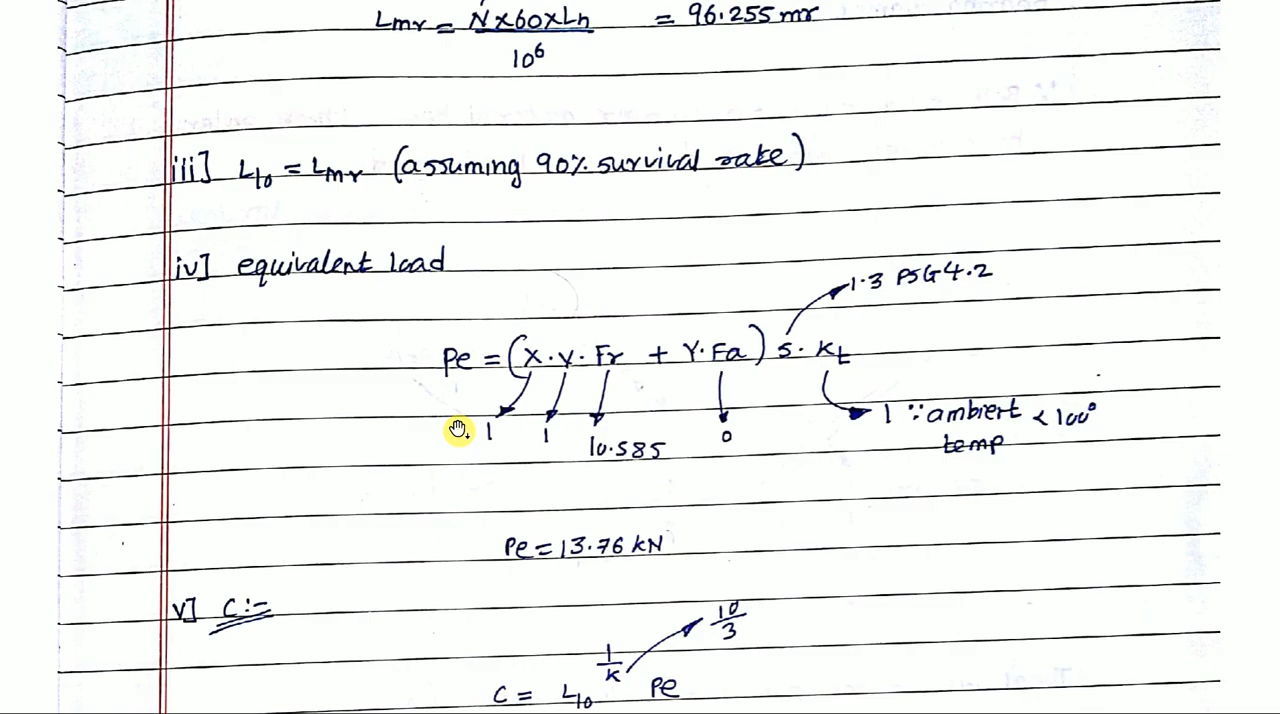 Lmr = N×60×Ln / 10⁶ = 96.255 mr
iii] L10 = Lmr (assuming 90% survival rate)
iv] equivalent load
1.3 PSG 4.2
Pe = (X·V·Fr + Y·Fa) S·Kt
1 1 10.585 0 1 ∵ ambient temp < 100°
Pe = 13.76 kN
v] C:-
10/3
C = L10^(1/K) Pe